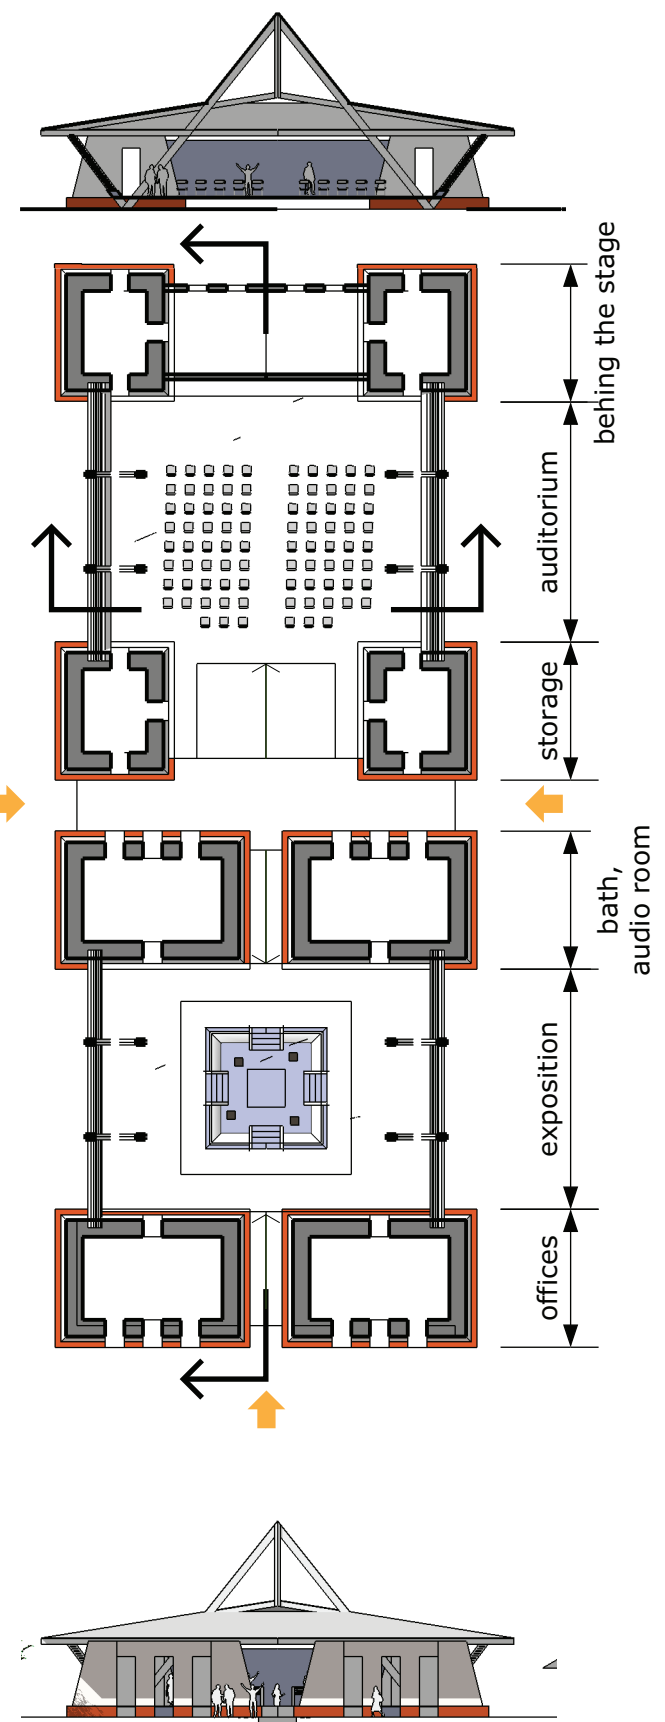 behing the stage
auditorium
storage
bath,
audio room
exposition
offices